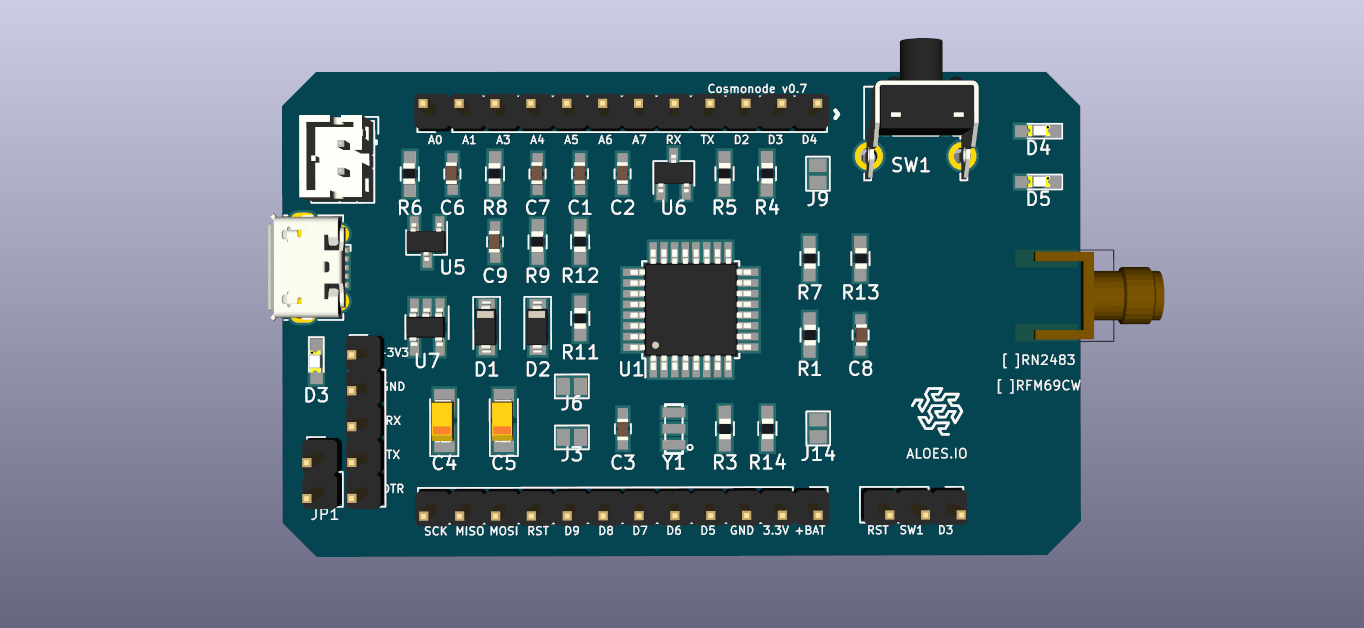 Cosmonode v0.7
A0 A1 A3 A4 A5 A6 A7 RX TX D2 D3 D4
SW1
D4
D5
R6 C6 R8 C7 C1 C2 U6 R5 R4 J9
U5 C9 R9 R12
R7 R13
U7 D1 D2 R11 U1 R1 C8
3V3
GND
RX
TX
DTR
D3
JP1
J6
C4 C5 J3 C3 Y1 R3 R14 J14
[ ]RN2483
[ ]RFM69CW
ALOES.IO
SCK MISO MOSI RST D9 D8 D7 D6 D5 GND 3.3V +BAT
RST SW1 D3